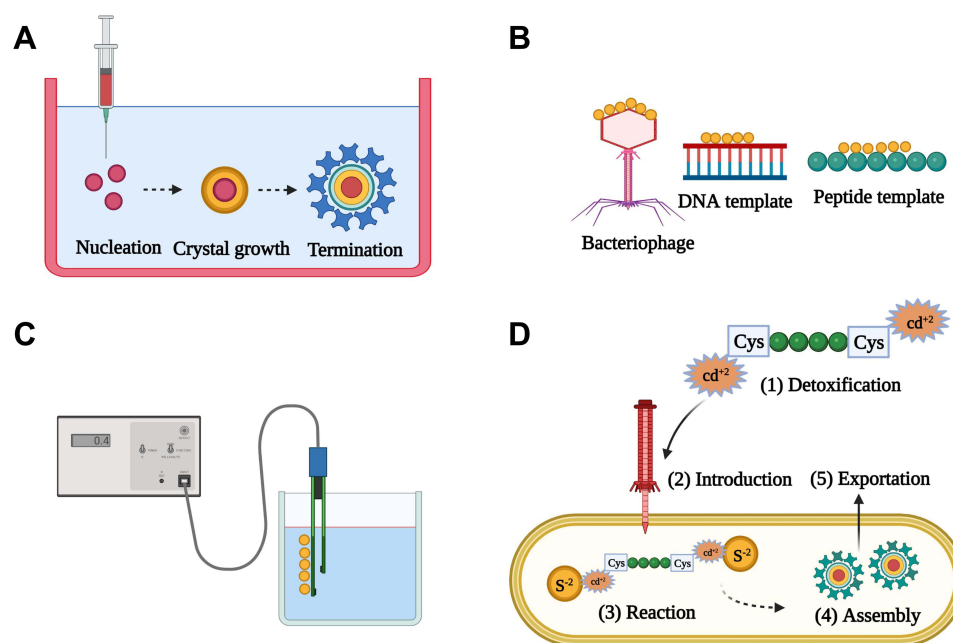 A
Nucleation
Crystal growth
Termination
B
Bacteriophage
DNA template
Peptide template
C
0.4
D
Cys
Cys
cd+2
cd+2
(1) Detoxification
(2) Introduction
(5) Exportation
S-2
cd+2
Cys
Cys
cd+2
S-2
(3) Reaction
(4) Assembly